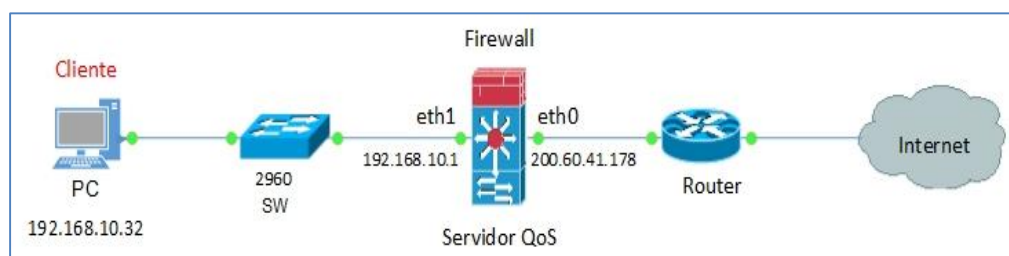 Firewall
Cliente
eth1
eth0
192.168.10.1
200.60.41.178
Internet
PC
2960
SW
Router
192.168.10.32
Servidor QoS